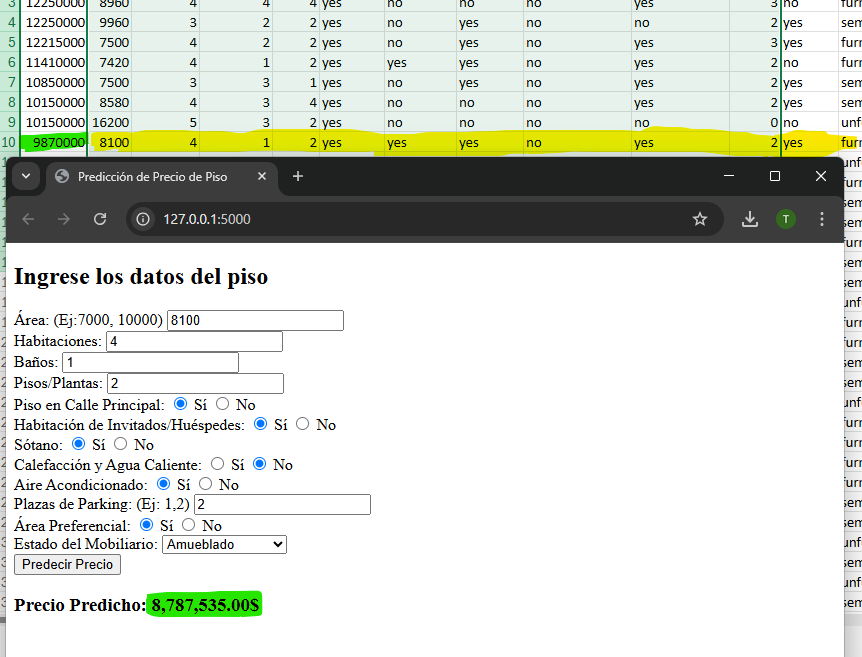 3 12250000 8960 4 4 4 yes no no no yes 3 no
4 12250000 9960 3 2 2 yes no yes no no 2 yes sem
5 12215000 7500 4 2 2 yes no yes no yes 3 yes furr
6 11410000 7420 4 1 2 yes yes yes no yes 2 no furr
7 10850000 7500 3 3 1 yes no yes no yes 2 yes sem
8 10150000 8580 4 3 4 yes no no no yes 2 yes sem
9 10150000 16200 5 3 2 yes no no no no 0 no unf
10 9870000 8100 4 1 2 yes yes yes no yes 2 yes furr
Predicción de Precio de Piso
127.0.0.1:5000
T
Ingrese los datos del piso
Área: (Ej:7000, 10000) 8100
Habitaciones: 4
Baños: 1
Pisos/Plantas: 2
Piso en Calle Principal: Sí No
Habitación de Invitados/Huéspedes: Sí No
Sótano: Sí No
Calefacción y Agua Caliente: Sí No
Aire Acondicionado: Sí No
Plazas de Parking: (Ej: 1,2) 2
Área Preferencial: Sí No
Estado del Mobiliario: Amueblado
Predecir Precio
Precio Predicho: 8,787,535.00$